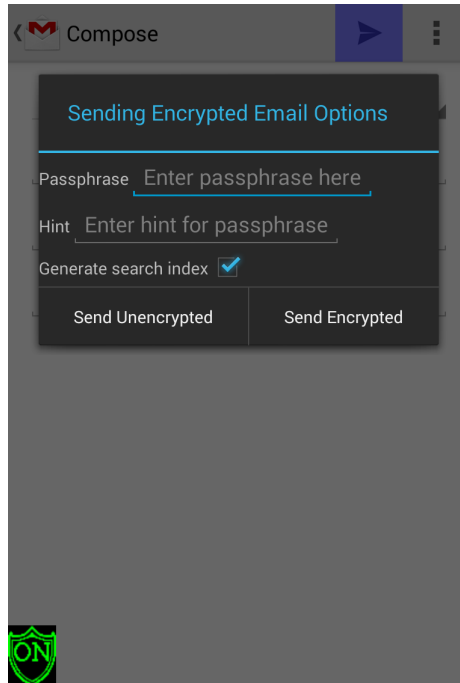 Compose
Sending Encrypted Email Options
Passphrase Enter passphrase here
Hint Enter hint for passphrase
Generate search index
Send Unencrypted Send Encrypted
ON